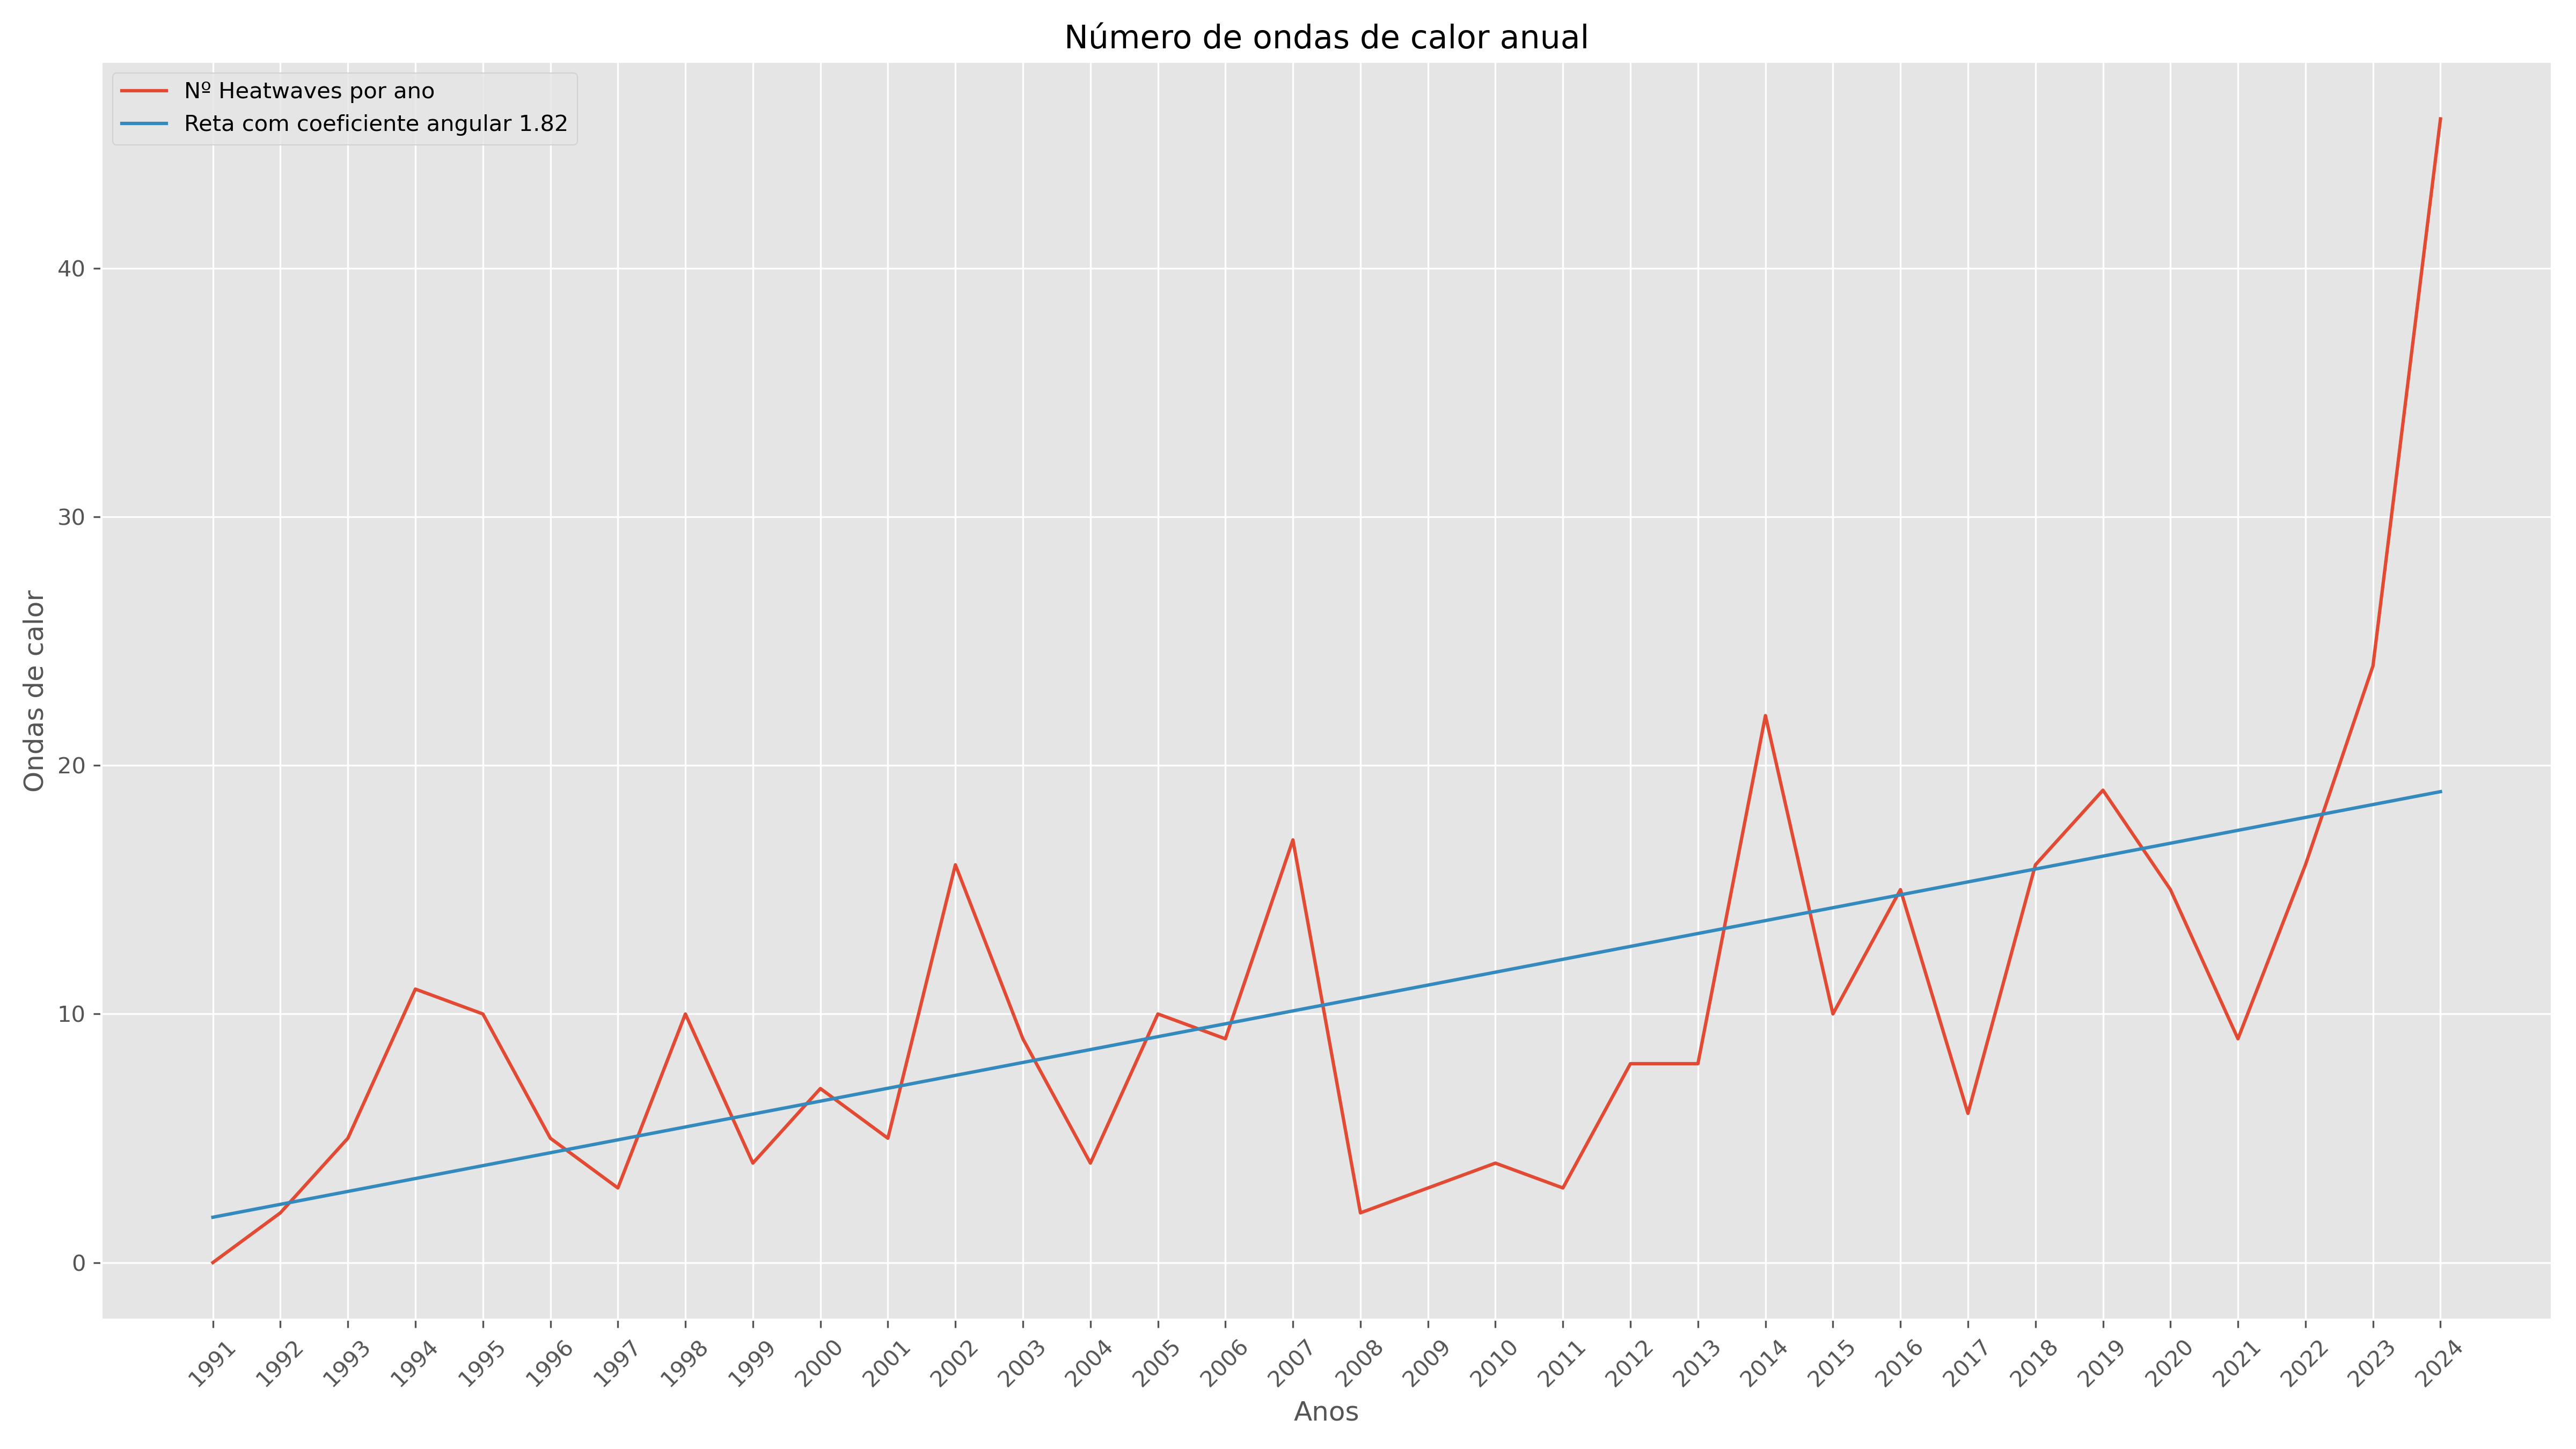 Número de ondas de calor anual
Nº Heatwaves por ano
Reta com coeficiente angular 1.82
Ondas de calor
40
30
20
10
0
1991 1992 1993 1994 1995 1996 1997 1998 1999 2000 2001 2002 2003 2004 2005 2006 2007 2008 2009 2010 2011 2012 2013 2014 2015 2016 2017 2018 2019 2020 2021 2022 2023 2024
Anos